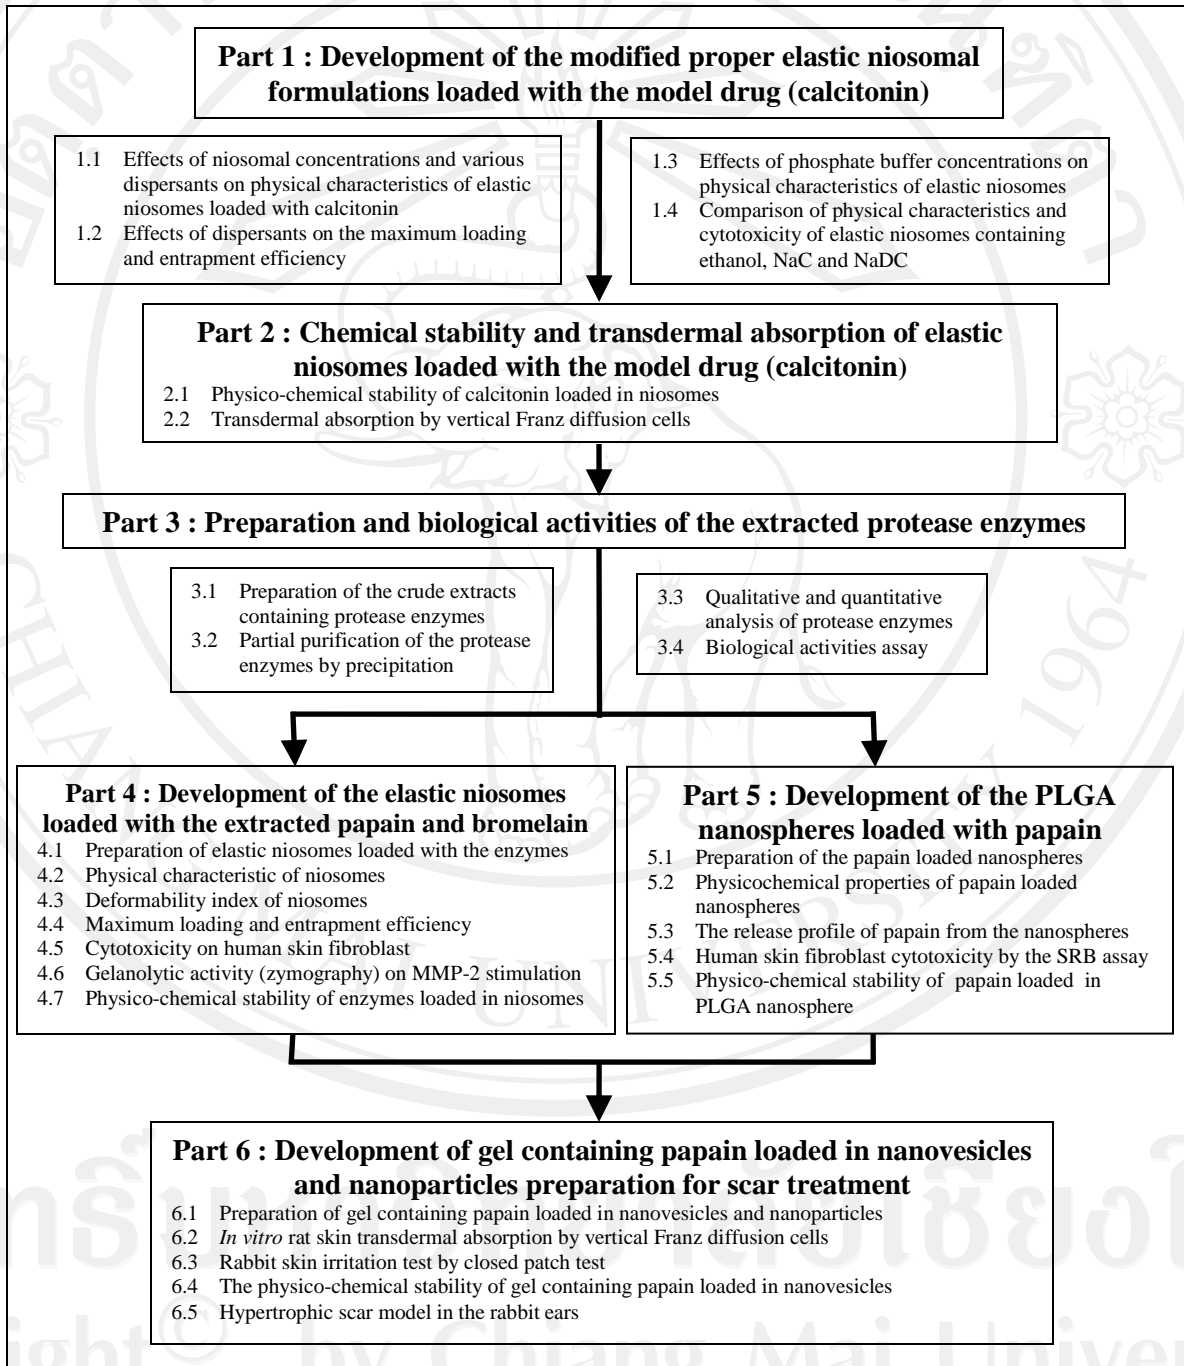 Part 1 : Development of the modified proper elastic niosomal
formulations loaded with the model drug (calcitonin)
1.1 Effects of niosomal concentrations and various
dispersants on physical characteristics of elastic
niosomes loaded with calcitonin
1.2 Effects of dispersants on the maximum loading
and entrapment efficiency
1.3 Effects of phosphate buffer concentrations on
physical characteristics of elastic niosomes
1.4 Comparison of physical characteristics and
cytotoxicity of elastic niosomes containing
ethanol, NaC and NaDC
Part 2 : Chemical stability and transdermal absorption of elastic
niosomes loaded with the model drug (calcitonin)
2.1 Physico-chemical stability of calcitonin loaded in niosomes
2.2 Transdermal absorption by vertical Franz diffusion cells
Part 3 : Preparation and biological activities of the extracted protease enzymes
3.1 Preparation of the crude extracts
containing protease enzymes
3.2 Partial purification of the protease
enzymes by precipitation
3.3 Qualitative and quantitative
analysis of protease enzymes
3.4 Biological activities assay
Part 4 : Development of the elastic niosomes
loaded with the extracted papain and bromelain
4.1 Preparation of elastic niosomes loaded with the enzymes
4.2 Physical characteristic of niosomes
4.3 Deformability index of niosomes
4.4 Maximum loading and entrapment efficiency
4.5 Cytotoxicity on human skin fibroblast
4.6 Gelanolytic activity (zymography) on MMP-2 stimulation
4.7 Physico-chemical stability of enzymes loaded in niosomes
Part 5 : Development of the PLGA
nanospheres loaded with papain
5.1 Preparation of the papain loaded nanospheres
5.2 Physicochemical properties of papain loaded
nanospheres
5.3 The release profile of papain from the nanospheres
5.4 Human skin fibroblast cytotoxicity by the SRB assay
5.5 Physico-chemical stability of papain loaded in
PLGA nanosphere
Part 6 : Development of gel containing papain loaded in nanovesicles
and nanoparticles preparation for scar treatment
6.1 Preparation of gel containing papain loaded in nanovesicles and nanoparticles
6.2 In vitro rat skin transdermal absorption by vertical Franz diffusion cells
6.3 Rabbit skin irritation test by closed patch test
6.4 The physico-chemical stability of gel containing papain loaded in nanovesicles
6.5 Hypertrophic scar model in the rabbit ears
CHIANG MAI UNIVERSITY 1964
by Chiang Mai